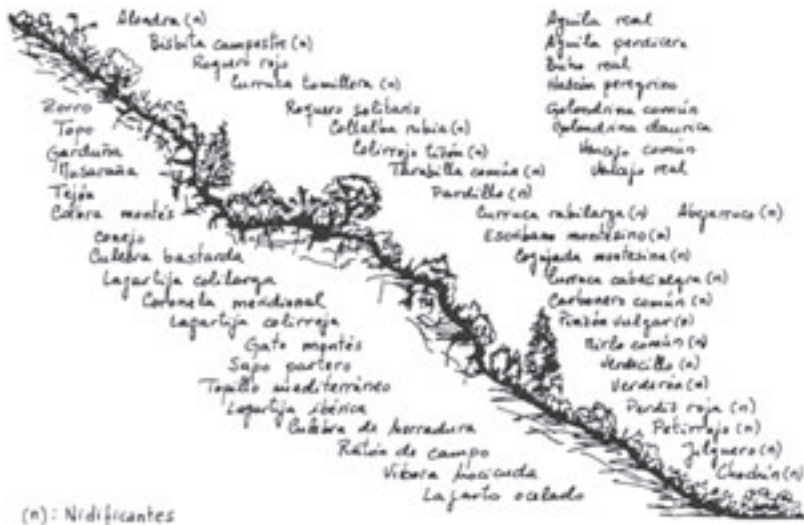 Alondra (n)
Bisbita campestre (n)
Roquero rojo
Curruca tomillera (n)
Roquero solitario
Collalba rubia (n)
Colirrojo tizón (n)
Tarabilla común (n)
Pardillo (n)
Curruca rabilarga (n)
Escribano montesino (n)
Cogujada montesina (n)
Curruca cabecinegra (n)
Carbonero común (n)
Pinzón vulgar (n)
Mirlo común (n)
Verdecillo (n)
Verderón (n)
Perdiz roja (n)
Petirrojo (n)
Jilguero (n)
Chochín (n)
Aguila real
Aguila perdicera
Búho real
Halcón peregrino
Golondrina común
Golondrina daurica
Vencejo común
Vencejo real
Abejarruco (n)
Zorro
Topo
Garduña
Musaraña
Tejón
Cabra montés
Conejo
Culebra bastarda
Lagartija colilarga
Coronela meridional
Lagartija colirroja
Gato montés
Sapo partero
Topillo mediterráneo
Lagartija ibérica
Culebra de herradura
Ratón de campo
Víbora hocicuda
Lagarto ocelado
(n): Nidificantes